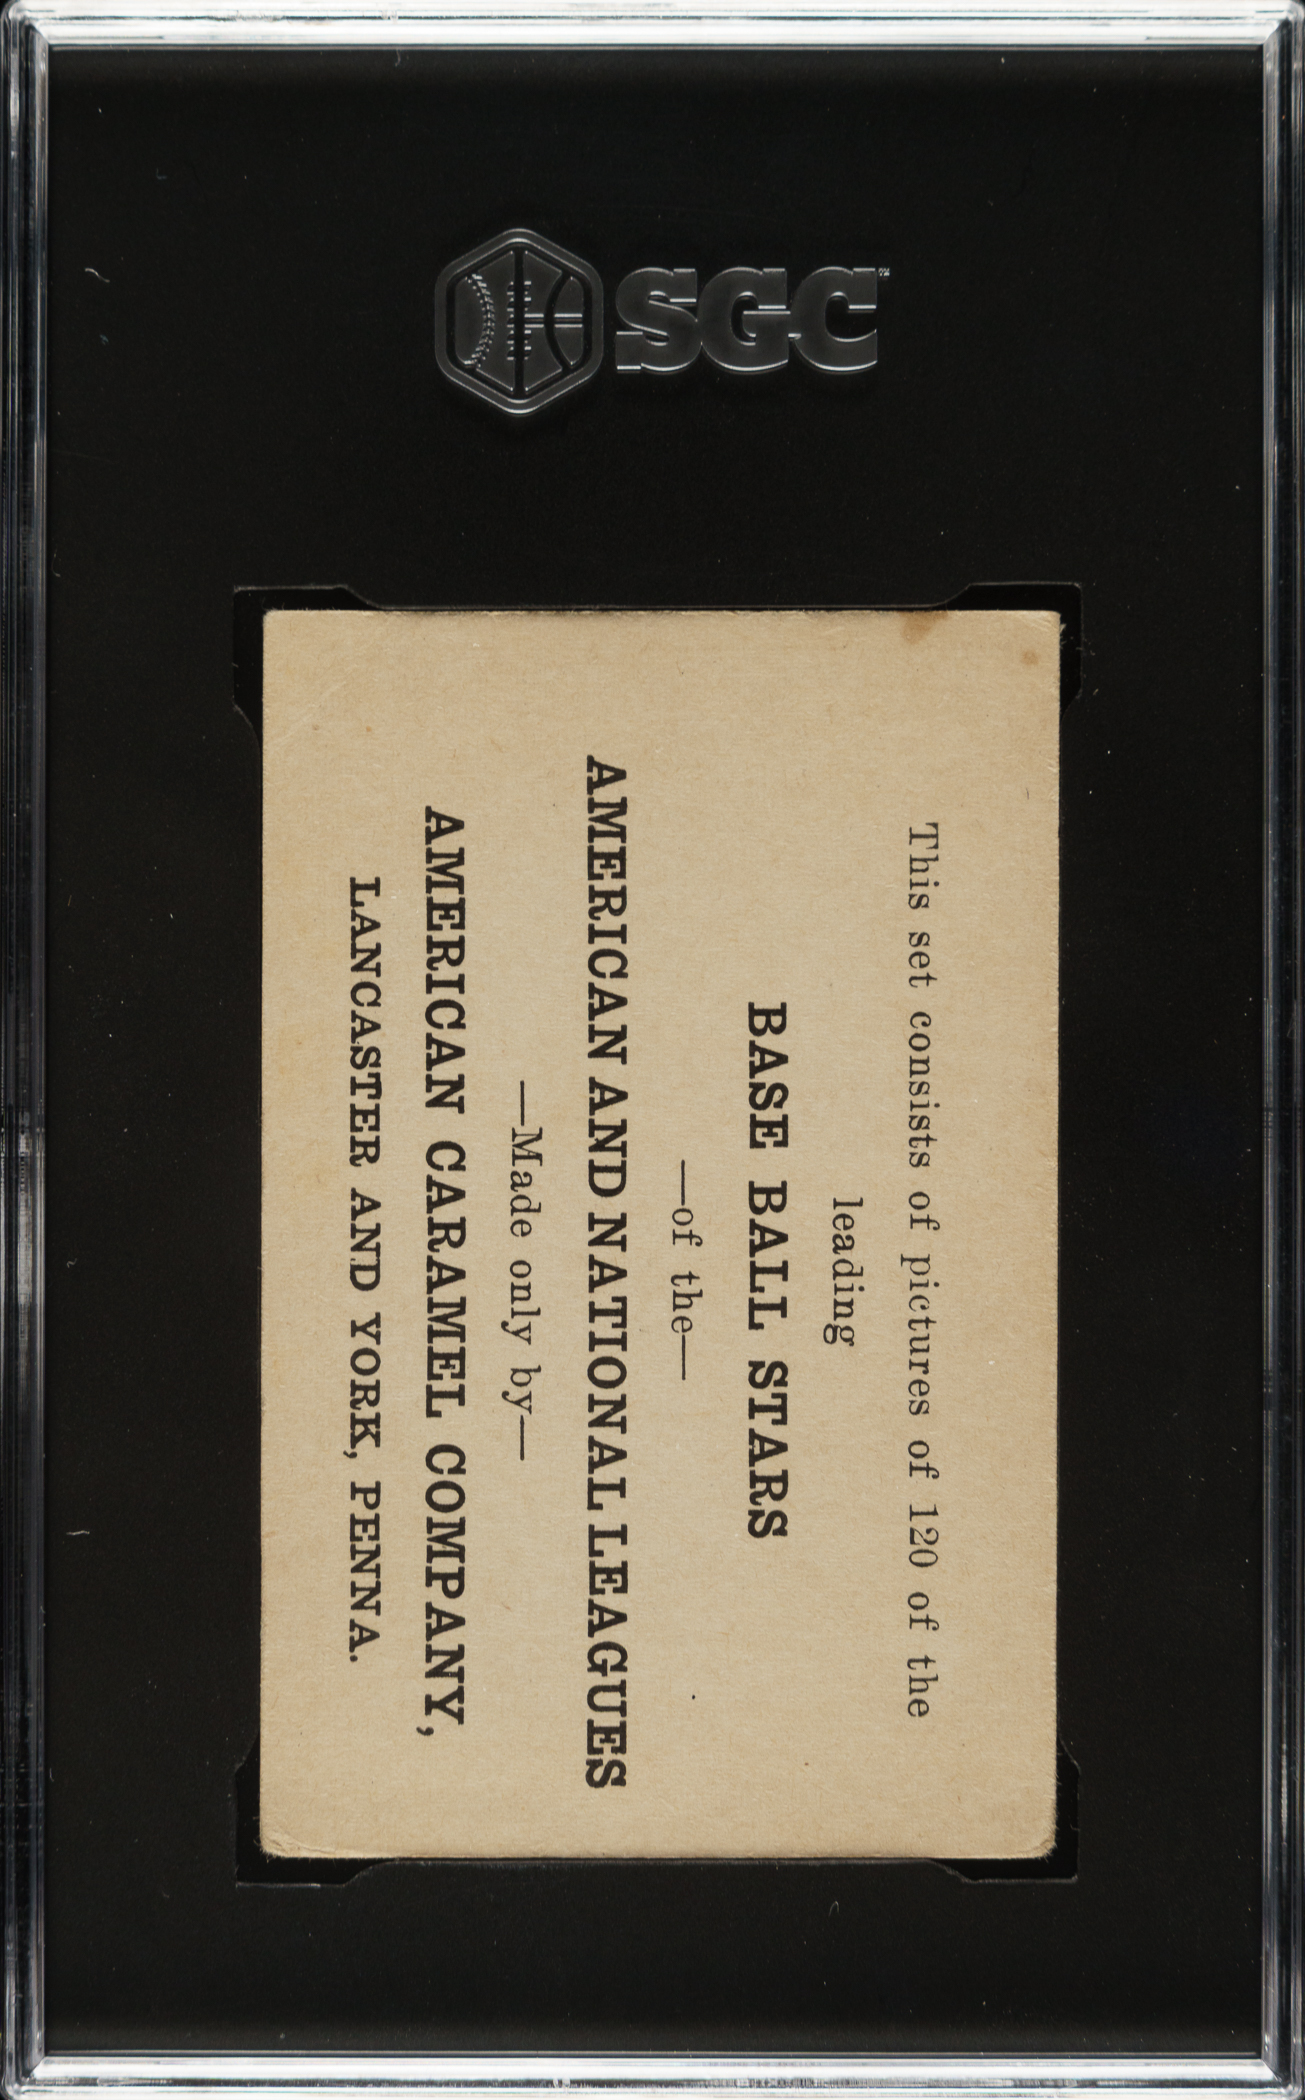 SGC™
This set consists of pictures of 120 of the
leading
BASE BALL STARS
—of the—
AMERICAN AND NATIONAL LEAGUES
—Made only by—
AMERICAN CARAMEL COMPANY,
LANCASTER AND YORK, PENNA.